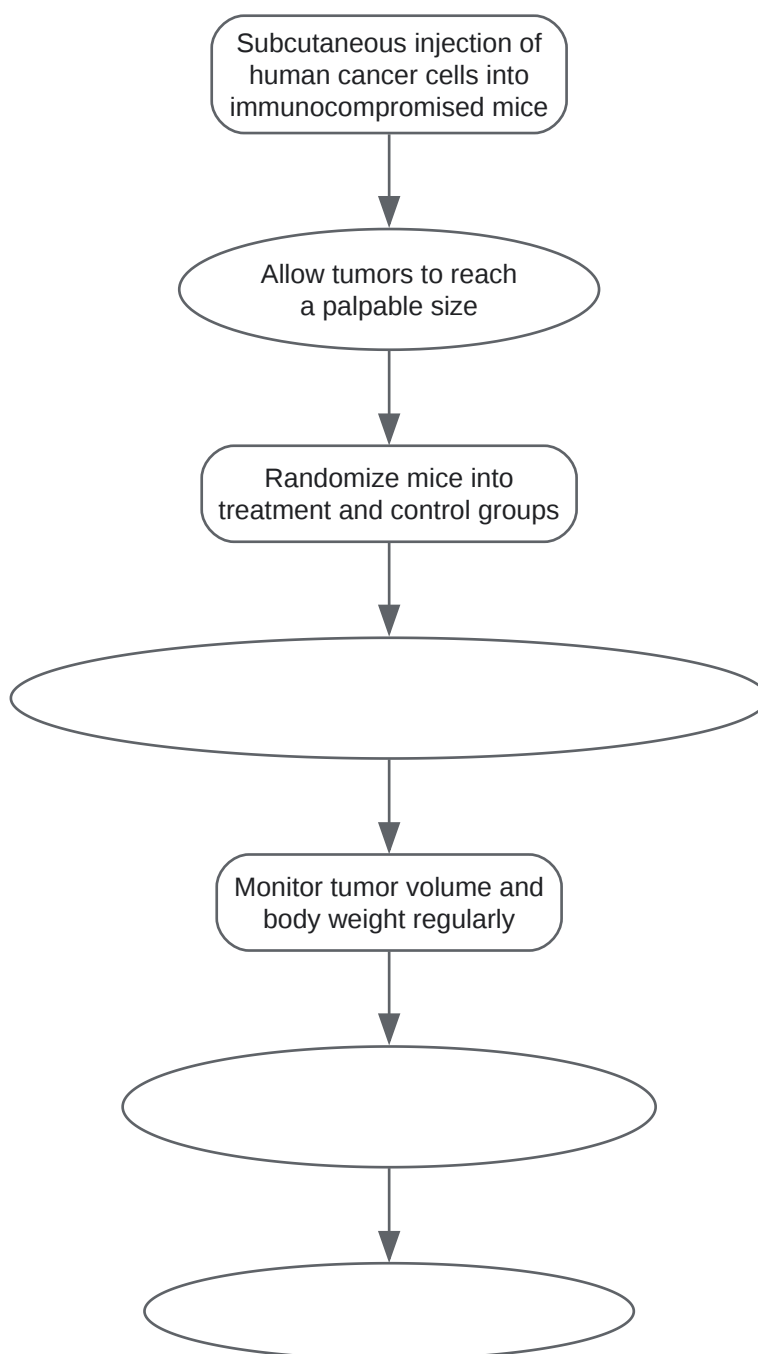 Subcutaneous injection of
human cancer cells into
immunocompromised mice
Allow tumors to reach
a palpable size
Randomize mice into
treatment and control groups
Monitor tumor volume and
body weight regularly